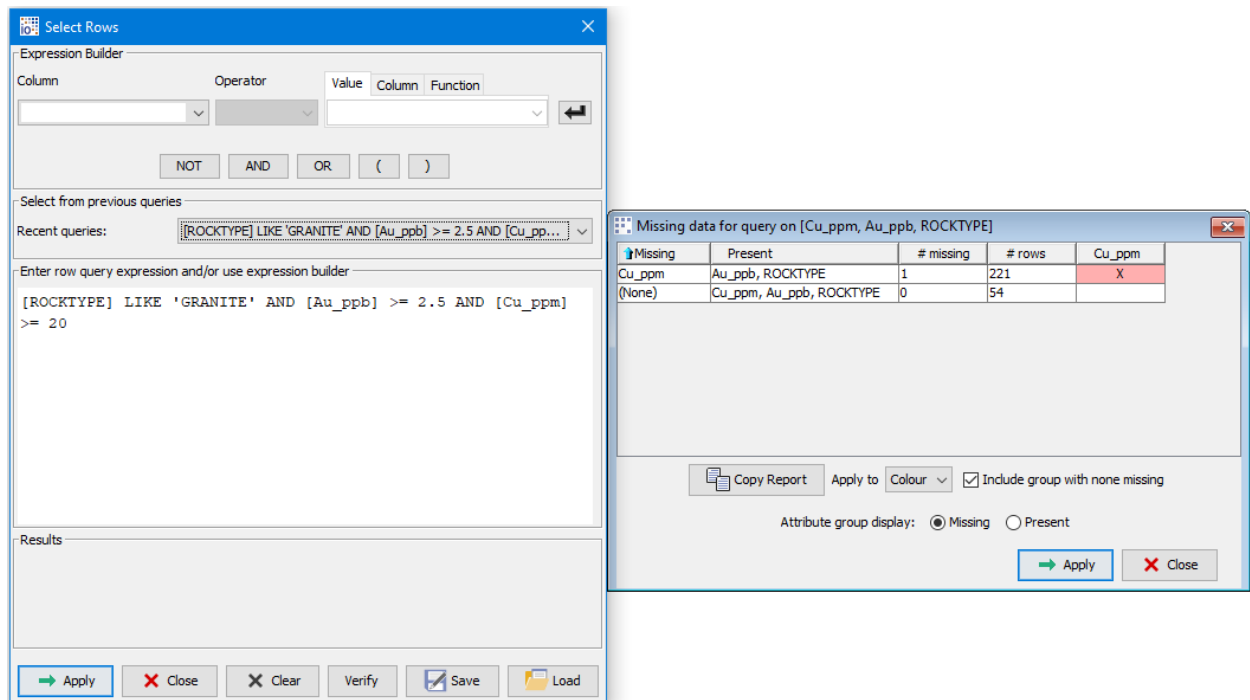 Select Rows
Expression Builder
Column Operator Value Column Function
NOT AND OR ( )
Select from previous queries
Recent queries: [ROCKTYPE] LIKE 'GRANITE' AND [Au_ppb] >= 2.5 AND [Cu_pp...
Enter row query expression and/or use expression builder
[ROCKTYPE] LIKE 'GRANITE' AND [Au_ppb] >= 2.5 AND [Cu_ppm]
>= 20
Results
Apply Close Clear Verify Save Load
Missing data for query on [Cu_ppm, Au_ppb, ROCKTYPE]
Missing Present # missing # rows Cu_ppm
Cu_ppm Au_ppb, ROCKTYPE 1 221 X
(None) Cu_ppm, Au_ppb, ROCKTYPE 0 54
Copy Report Apply to Colour Include group with none missing
Attribute group display: Missing Present
Apply Close